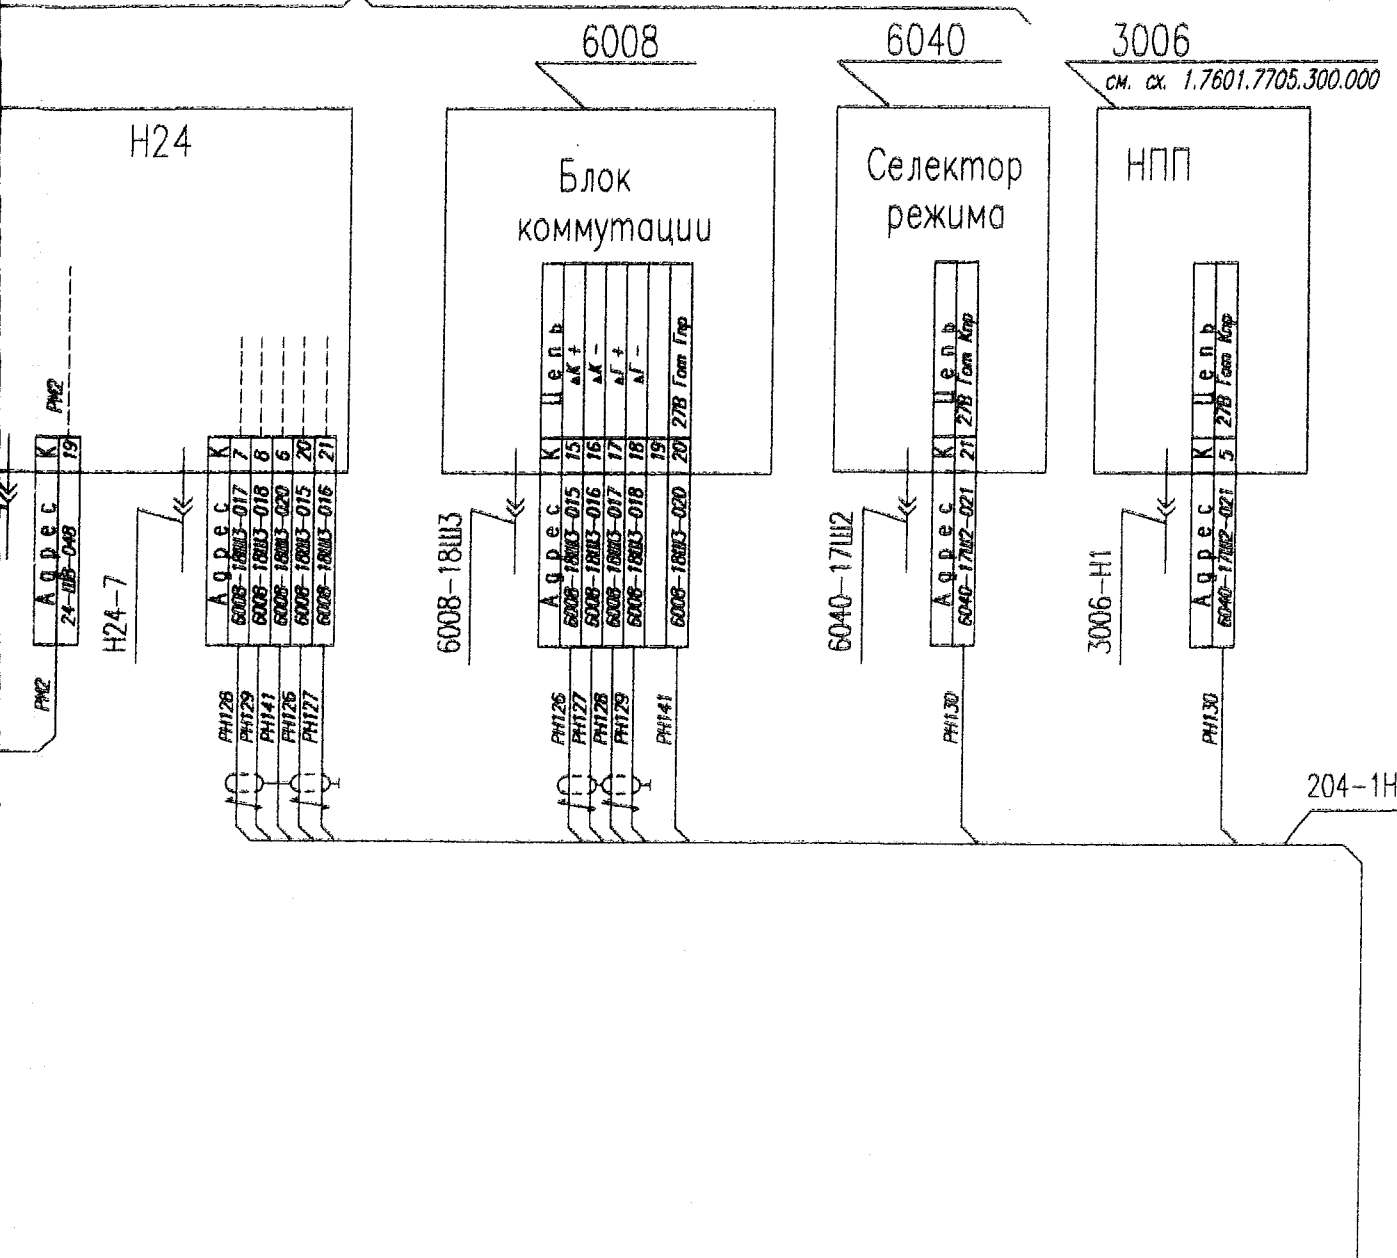 6008
6040
3006
см. сх. 1.7601.7705.300.000
Н24
Блок
коммутации
Селектор
режима
НПП
РМ2
К
19
Адрес
24-Ш8-048
РМ2
Н24-7
К
7
8
6
20
21
Адрес
6008-18Ш3-017
6008-18Ш3-018
6008-18Ш3-020
6008-18Ш3-015
6008-18Ш3-016
РН128
РН129
РН141
РН126
РН127
6008-18Ш3
Цепь
▵К +
▵К -
▵Г +
▵Г -
27В Гот Гпр
К
15
16
17
18
19
20
Адрес
6008-18Ш3-015
6008-18Ш3-016
6008-18Ш3-017
6008-18Ш3-018
6008-18Ш3-020
РН126
РН127
РН128
РН129
РН141
6040-17Ш2
Цепь
27В Гот Кпр
К
21
Адрес
6040-17Ш2-021
РН130
3006-Н1
Цепь
27В Гот Кпр
К
5
Адрес
6040-17Ш2-021
РН130
204-1Н